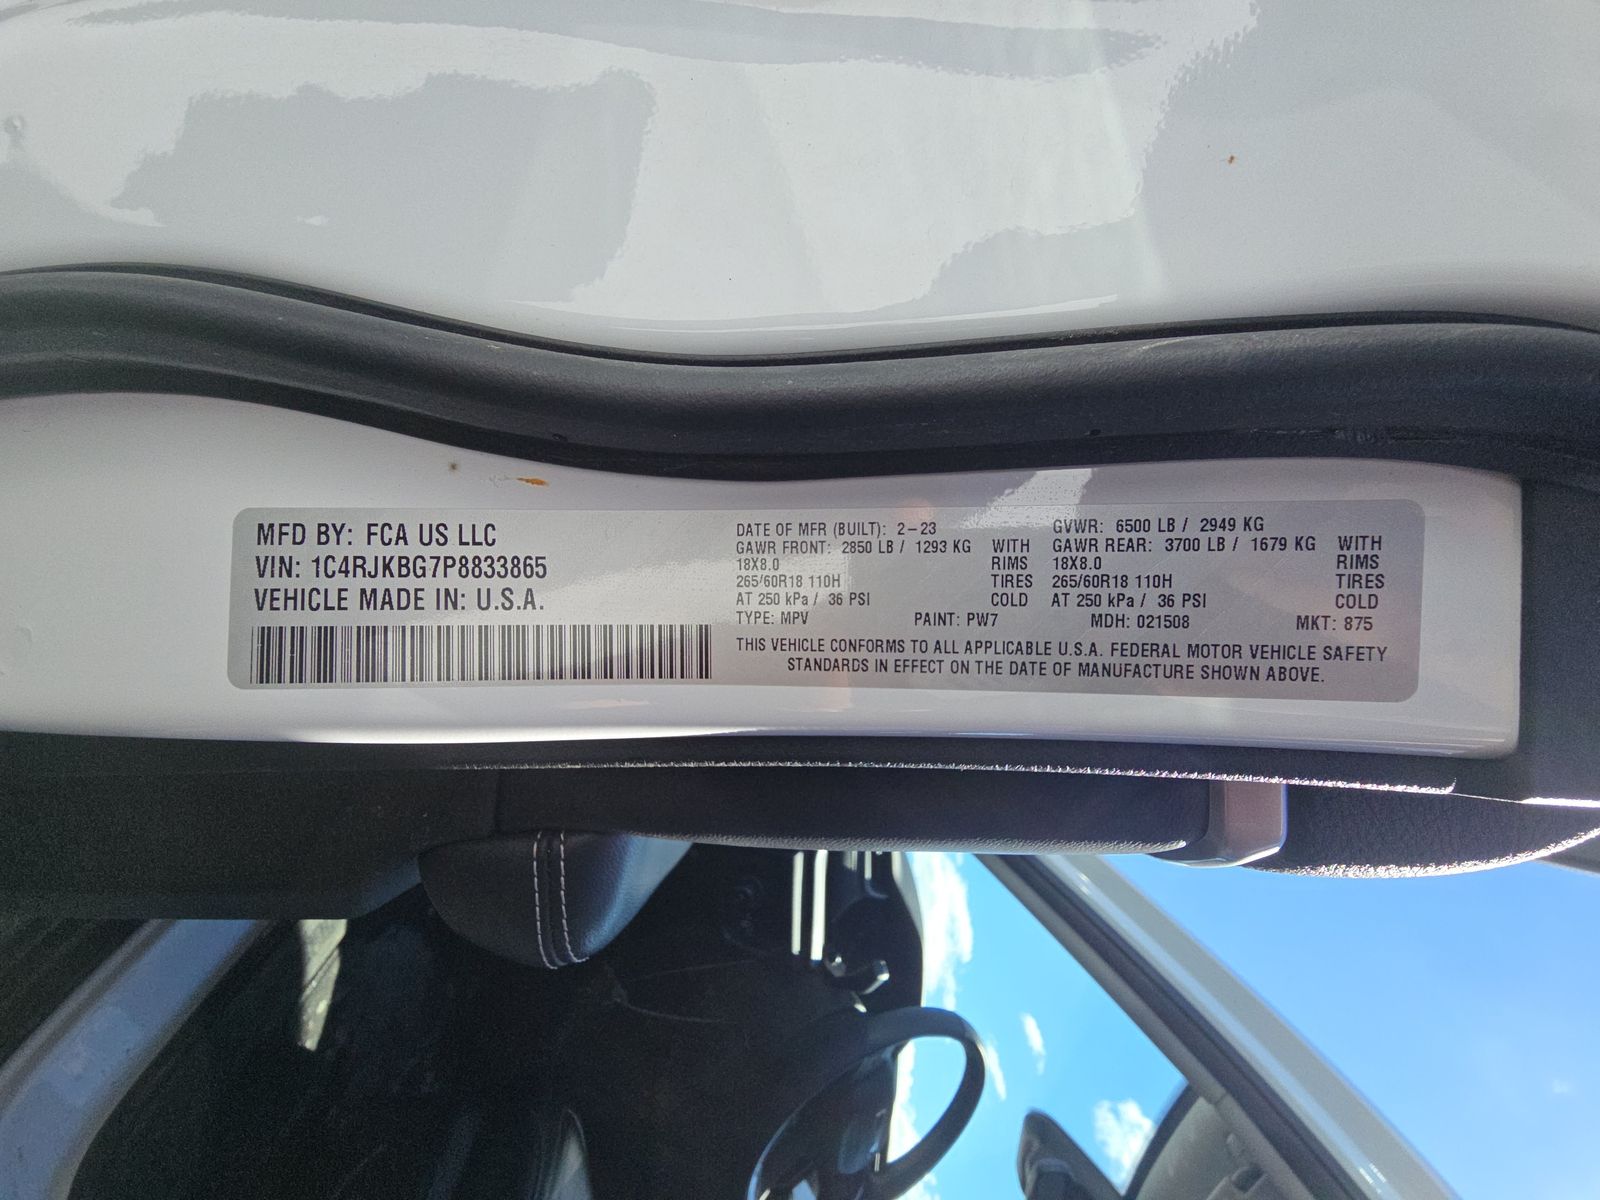 MFD BY: FCA US LLC
VIN: 1C4RJKBG7P8833865
VEHICLE MADE IN: U.S.A.
DATE OF MFR (BUILT): 2-23 GVWR: 6500 LB / 2949 KG
GAWR FRONT: 2850 LB / 1293 KG WITH GAWR REAR: 3700 LB / 1679 KG WITH
18X8.0 RIMS 18X8.0 RIMS
265/60R18 110H TIRES 265/60R18 110H TIRES
AT 250 kPa / 36 PSI COLD AT 250 kPa / 36 PSI COLD
TYPE: MPV PAINT: PW7 MDH: 021508 MKT: 875
THIS VEHICLE CONFORMS TO ALL APPLICABLE U.S.A. FEDERAL MOTOR VEHICLE SAFETY
STANDARDS IN EFFECT ON THE DATE OF MANUFACTURE SHOWN ABOVE.